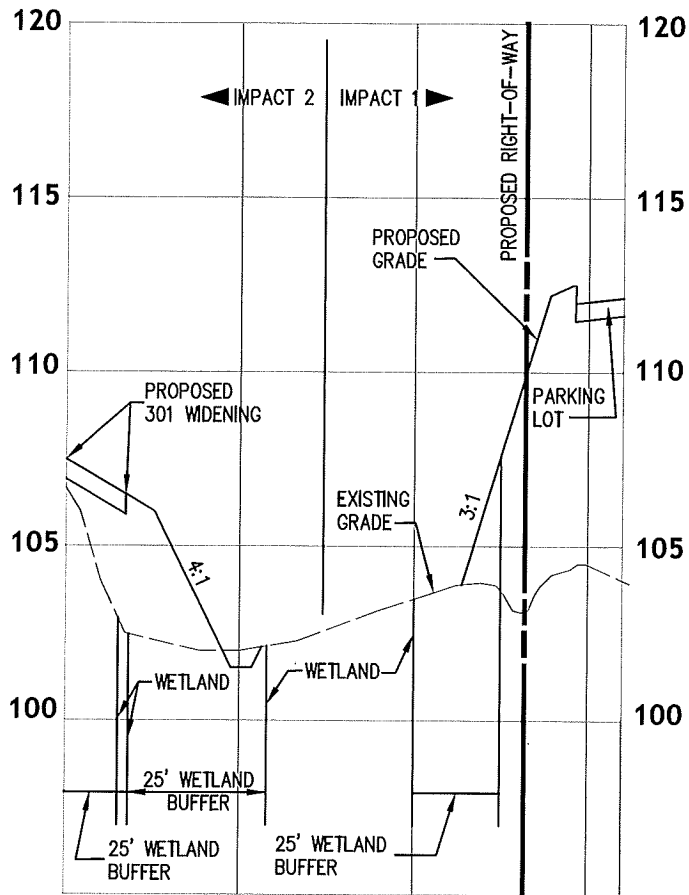 120
120
PROPOSED RIGHT-OF-WAY
IMPACT 2
IMPACT 1
115
115
PROPOSED
GRADE
110
110
PROPOSED
301 WIDENING
PARKING
LOT
EXISTING
GRADE
3:1
105
105
4:1
WETLAND
WETLAND
100
100
25' WETLAND
BUFFER
25' WETLAND
BUFFER
25' WETLAND
BUFFER